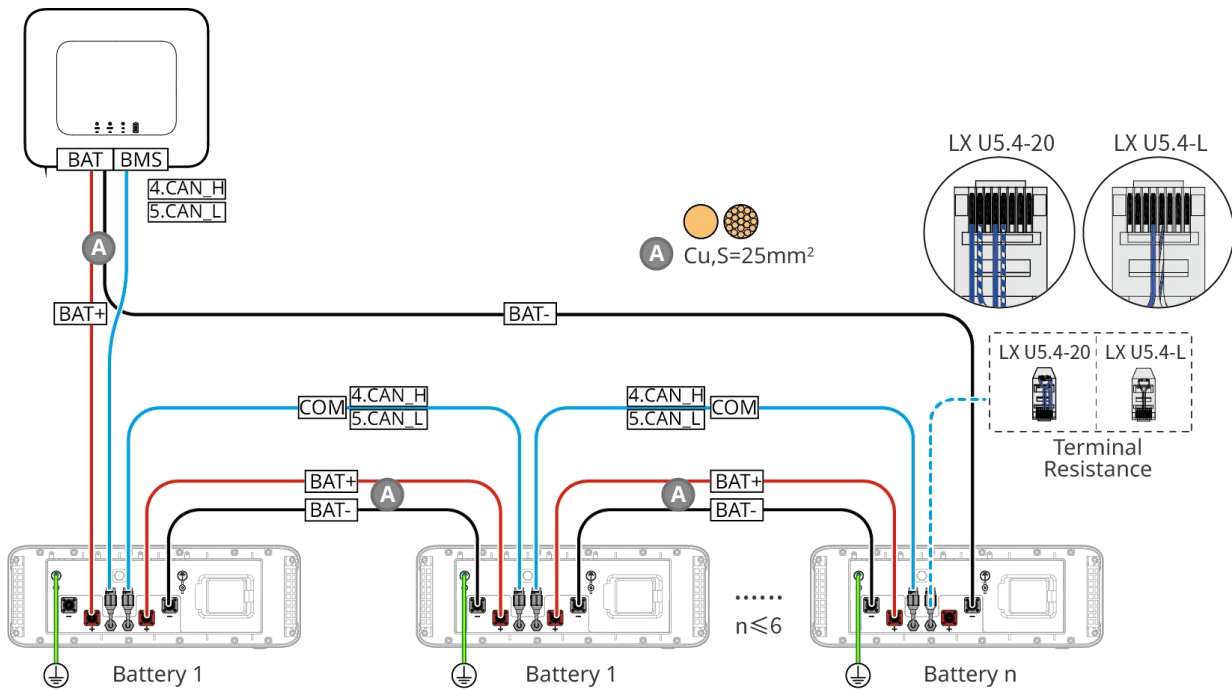 BAT BMS
4.CAN_H
5.CAN_L
A
BAT+
BAT-
A Cu,S=25mm²
LX U5.4-20 LX U5.4-L
LX U5.4-20 LX U5.4-L
Terminal
Resistance
COM 4.CAN_H
5.CAN_L
4.CAN_H COM
5.CAN_L
BAT+ A
BAT-
A BAT+
BAT-
- + + -
- + + -
- + + -
......
n≤6
Battery 1 Battery 1 Battery n